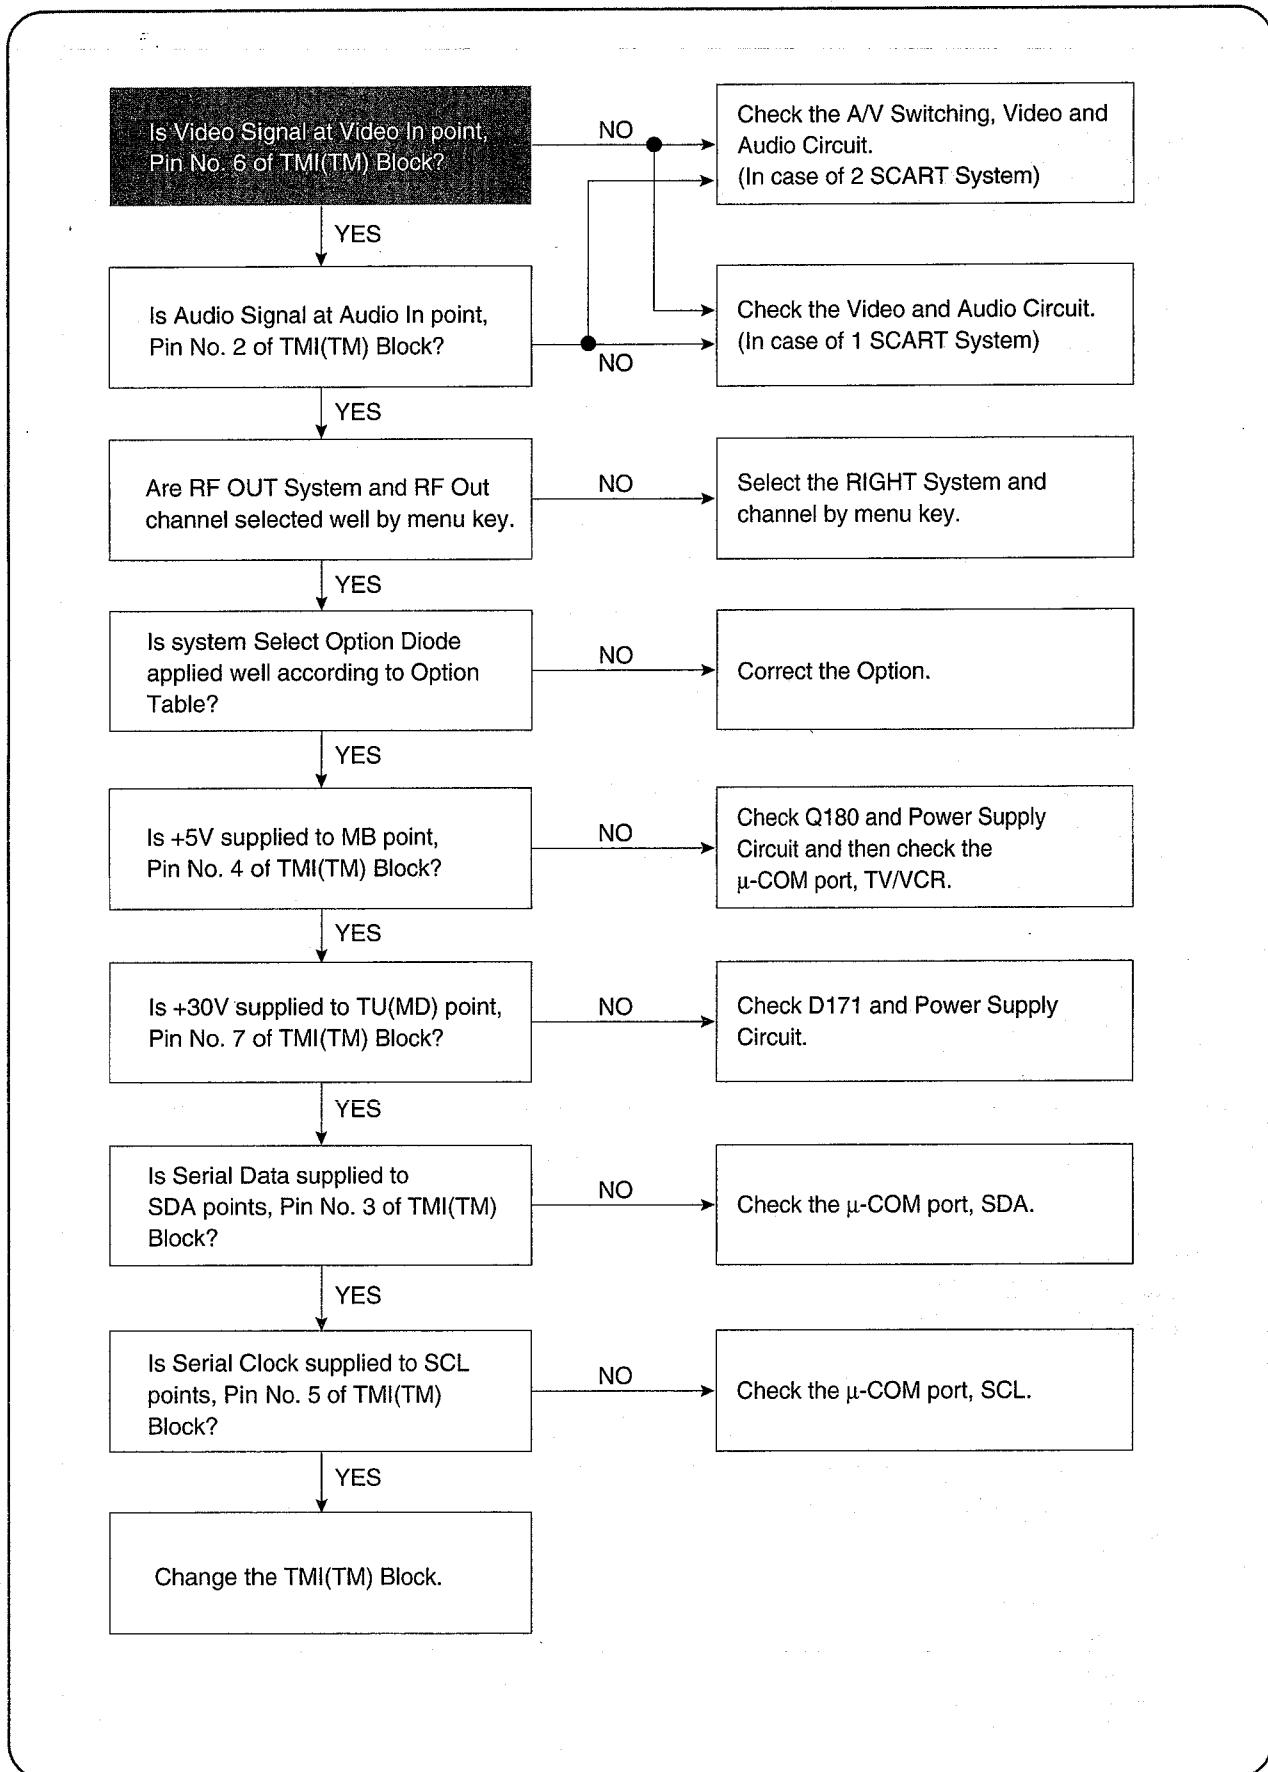 Is Video Signal at Video In point,
Pin No. 6 of TMI(TM) Block?
NO
Check the A/V Switching, Video and
Audio Circuit.
(In case of 2 SCART System)
YES
Is Audio Signal at Audio In point,
Pin No. 2 of TMI(TM) Block?
NO
Check the Video and Audio Circuit.
(In case of 1 SCART System)
YES
Are RF OUT System and RF Out
channel selected well by menu key.
NO
Select the RIGHT System and
channel by menu key.
YES
Is system Select Option Diode
applied well according to Option
Table?
NO
Correct the Option.
YES
Is +5V supplied to MB point,
Pin No. 4 of TMI(TM) Block?
NO
Check Q180 and Power Supply
Circuit and then check the
μ-COM port, TV/VCR.
YES
Is +30V supplied to TU(MD) point,
Pin No. 7 of TMI(TM) Block?
NO
Check D171 and Power Supply
Circuit.
YES
Is Serial Data supplied to
SDA points, Pin No. 3 of TMI(TM)
Block?
NO
Check the μ-COM port, SDA.
YES
Is Serial Clock supplied to SCL
points, Pin No. 5 of TMI(TM)
Block?
NO
Check the μ-COM port, SCL.
YES
Change the TMI(TM) Block.